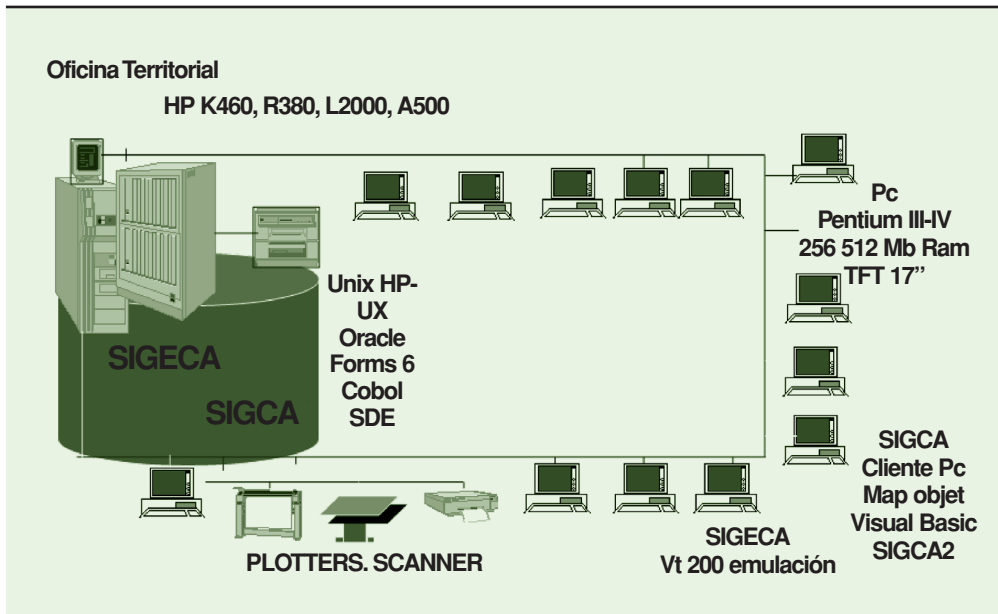 Oficina Territorial
HP K460, R380, L2000, A500
Pc
Pentium III-IV
256 512 Mb Ram
TFT 17”
Unix HP-
UX
Oracle
Forms 6
Cobol
SDE
SIGECA
SIGCA
SIGCA
Cliente Pc
Map objet
Visual Basic
SIGCA2
SIGECA
Vt 200 emulación
PLOTTERS. SCANNER